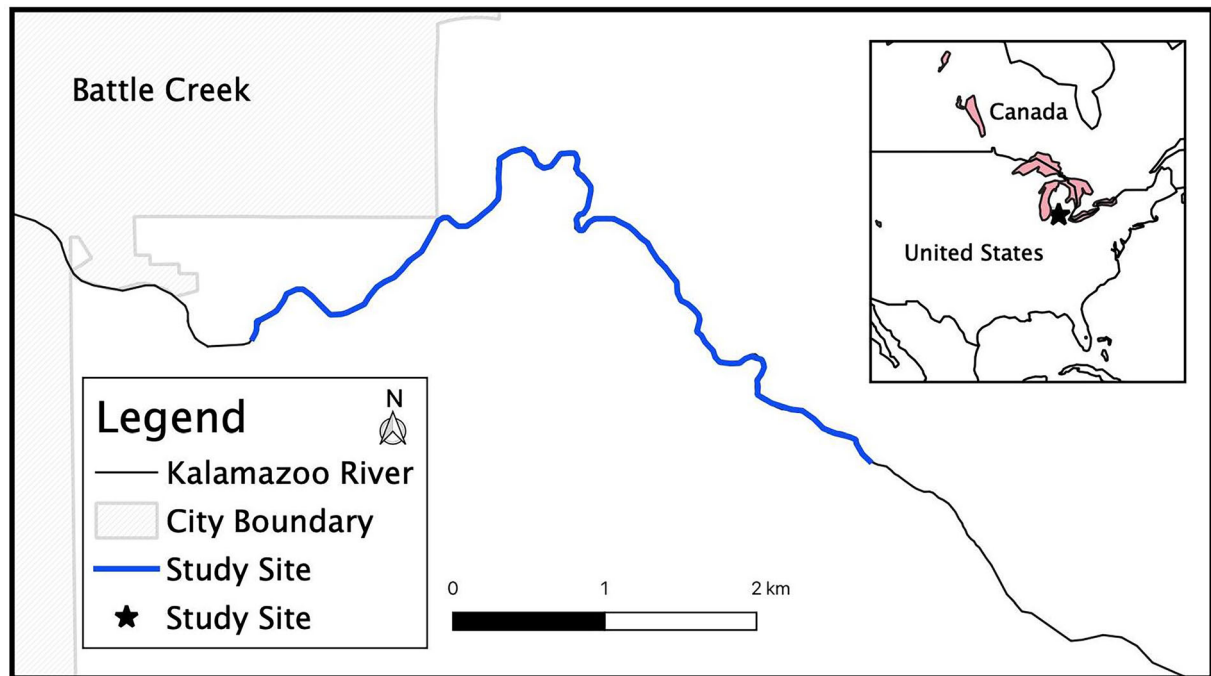 Battle Creek
Canada
United States
Legend
N
Kalamazoo River
City Boundary
Study Site
Study Site
0 1 2 km